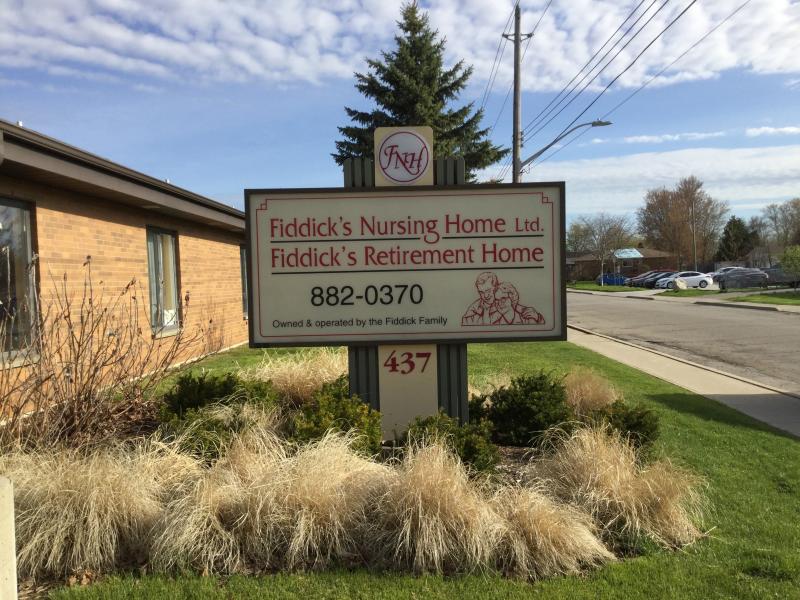 FNH
Fiddick's Nursing Home Ltd.
Fiddick's Retirement Home
882-0370
Owned & operated by the Fiddick Family
437